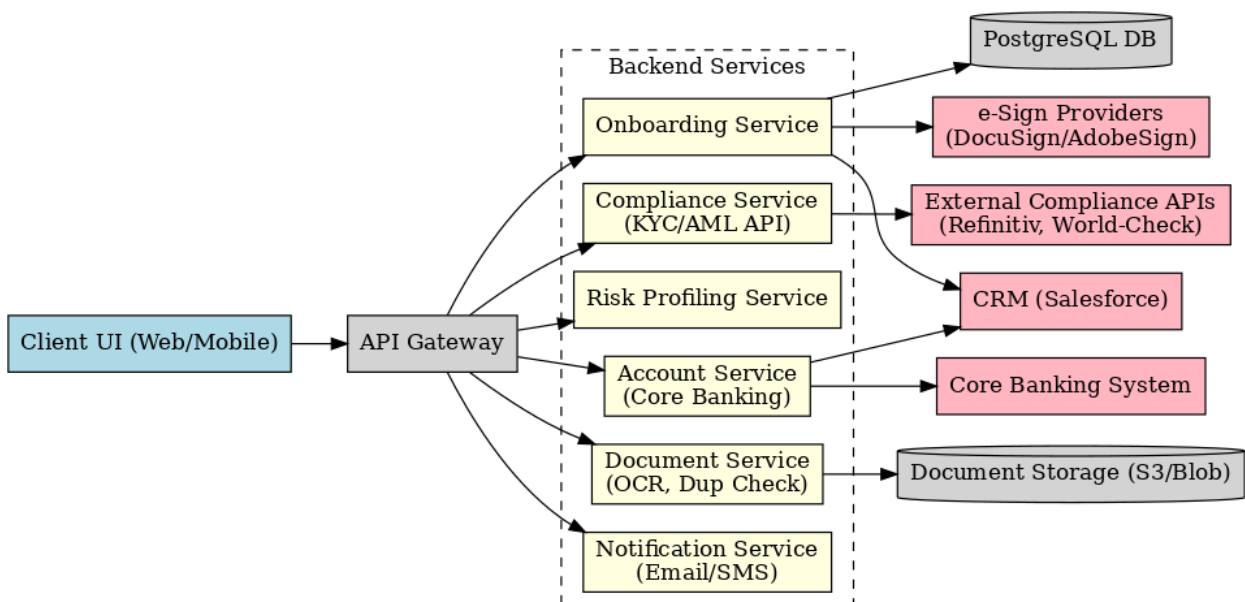 PostgreSQL DB
Backend Services
Onboarding Service
e-Sign Providers
(DocuSign/AdobeSign)
Compliance Service
(KYC/AML API)
External Compliance APIs
(Refinitiv, World-Check)
Risk Profiling Service
CRM (Salesforce)
Client UI (Web/Mobile)
API Gateway
Account Service
(Core Banking)
Core Banking System
Document Service
(OCR, Dup Check)
Document Storage (S3/Blob)
Notification Service
(Email/SMS)